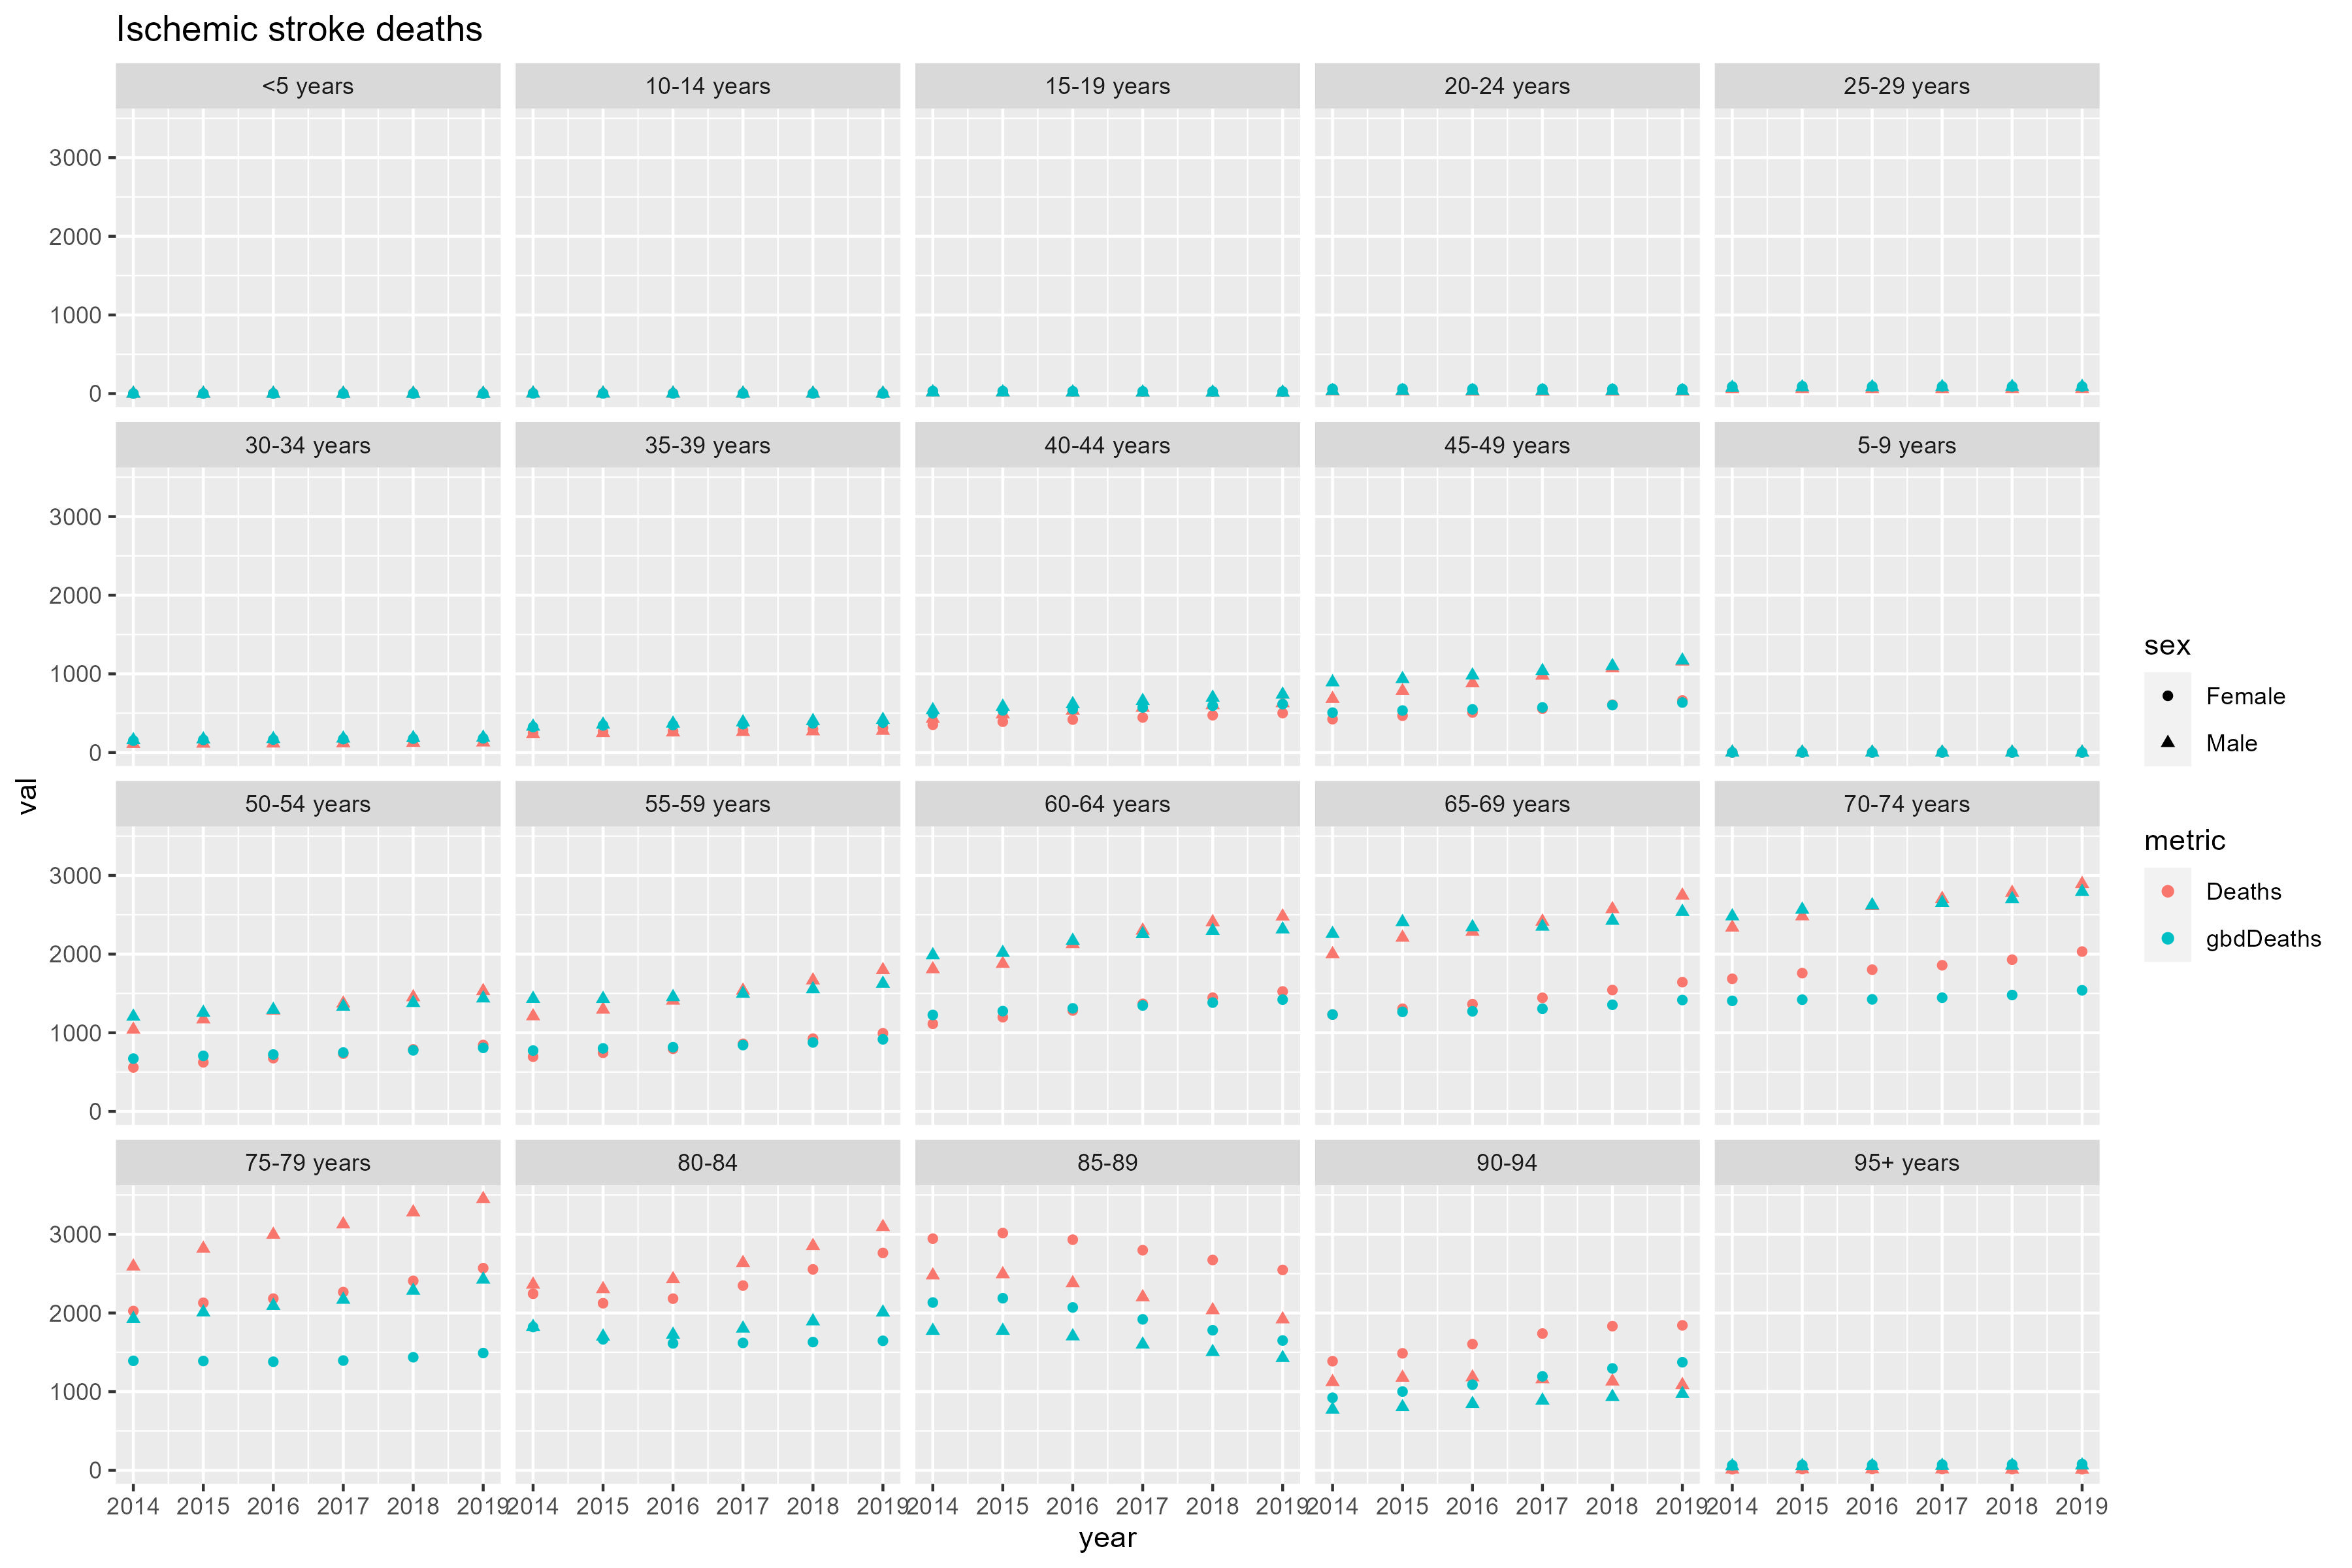 Ischemic stroke deaths
<5 years 10-14 years 15-19 years 20-24 years 25-29 years
3000
2000
1000
0
30-34 years 35-39 years 40-44 years 45-49 years 5-9 years
3000
2000
1000
0
50-54 years 55-59 years 60-64 years 65-69 years 70-74 years
3000
2000
1000
0
75-79 years 80-84 85-89 90-94 95+ years
3000
2000
1000
0
2014 2015 2016 2017 2018 2019 2014 2015 2016 2017 2018 2019 2014 2015 2016 2017 2018 2019 2014 2015 2016 2017 2018 2019 2014 2015 2016 2017 2018 2019
year
val
sex
Female
Male
metric
Deaths
gbdDeaths